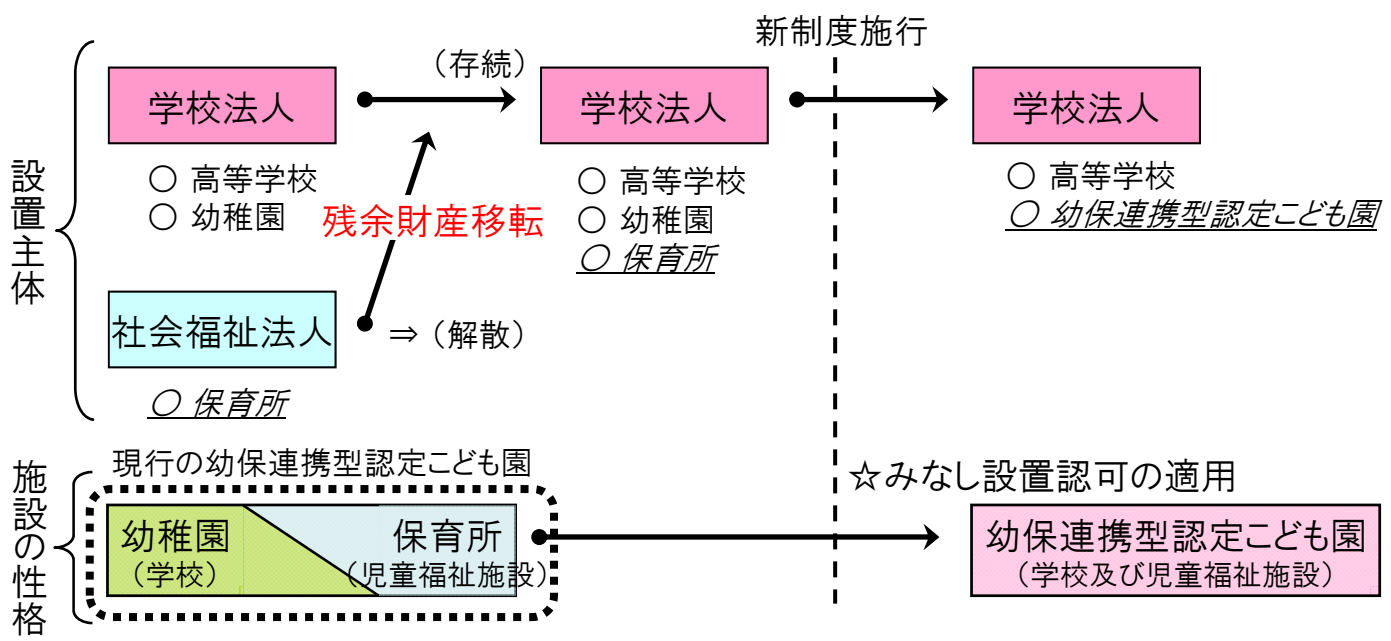 新制度施行
（存続）
学校法人
学校法人
学校法人
○ 高等学校
○ 幼稚園
残余財産移転
○ 高等学校
○ 幼稚園
○ 保育所
○ 高等学校
○ 幼保連携型認定こども園
設置主体
社会福祉法人
⇒（解散）
○ 保育所
現行の幼保連携型認定こども園
☆みなし設置認可の適用
施設の性格
幼稚園
（学校）
保育所
（児童福祉施設）
幼保連携型認定こども園
（学校及び児童福祉施設）